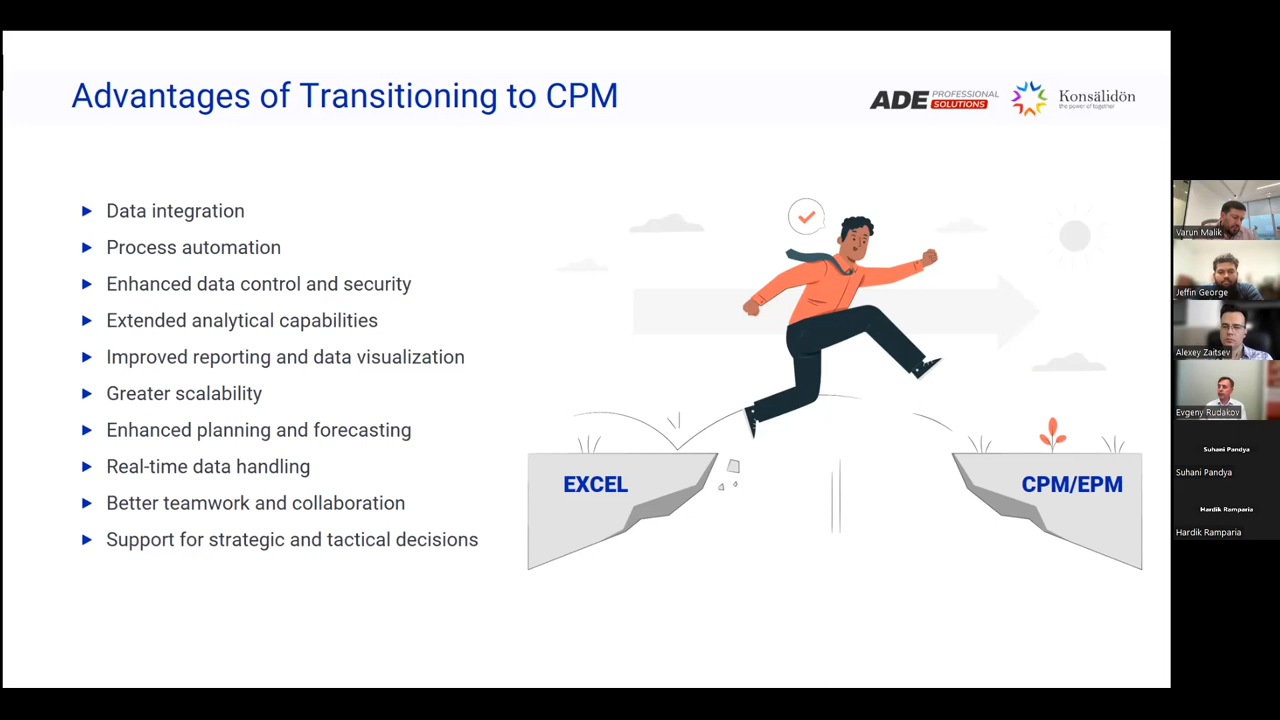 Advantages of Transitioning to CPM
ADE PROFESSIONAL SOLUTIONS
Konsälidön
the power of together
Data integration
Process automation
Enhanced data control and security
Extended analytical capabilities
Improved reporting and data visualization
Greater scalability
Enhanced planning and forecasting
Real-time data handling
Better teamwork and collaboration
Support for strategic and tactical decisions
EXCEL
CPM/EPM
Varun Malik
Jeffin George
Alexey Zaitsev
Evgeny Rudakov
Suhani Pandya
Suhani Pandya
Hardik Ramparia
Hardik Ramparia